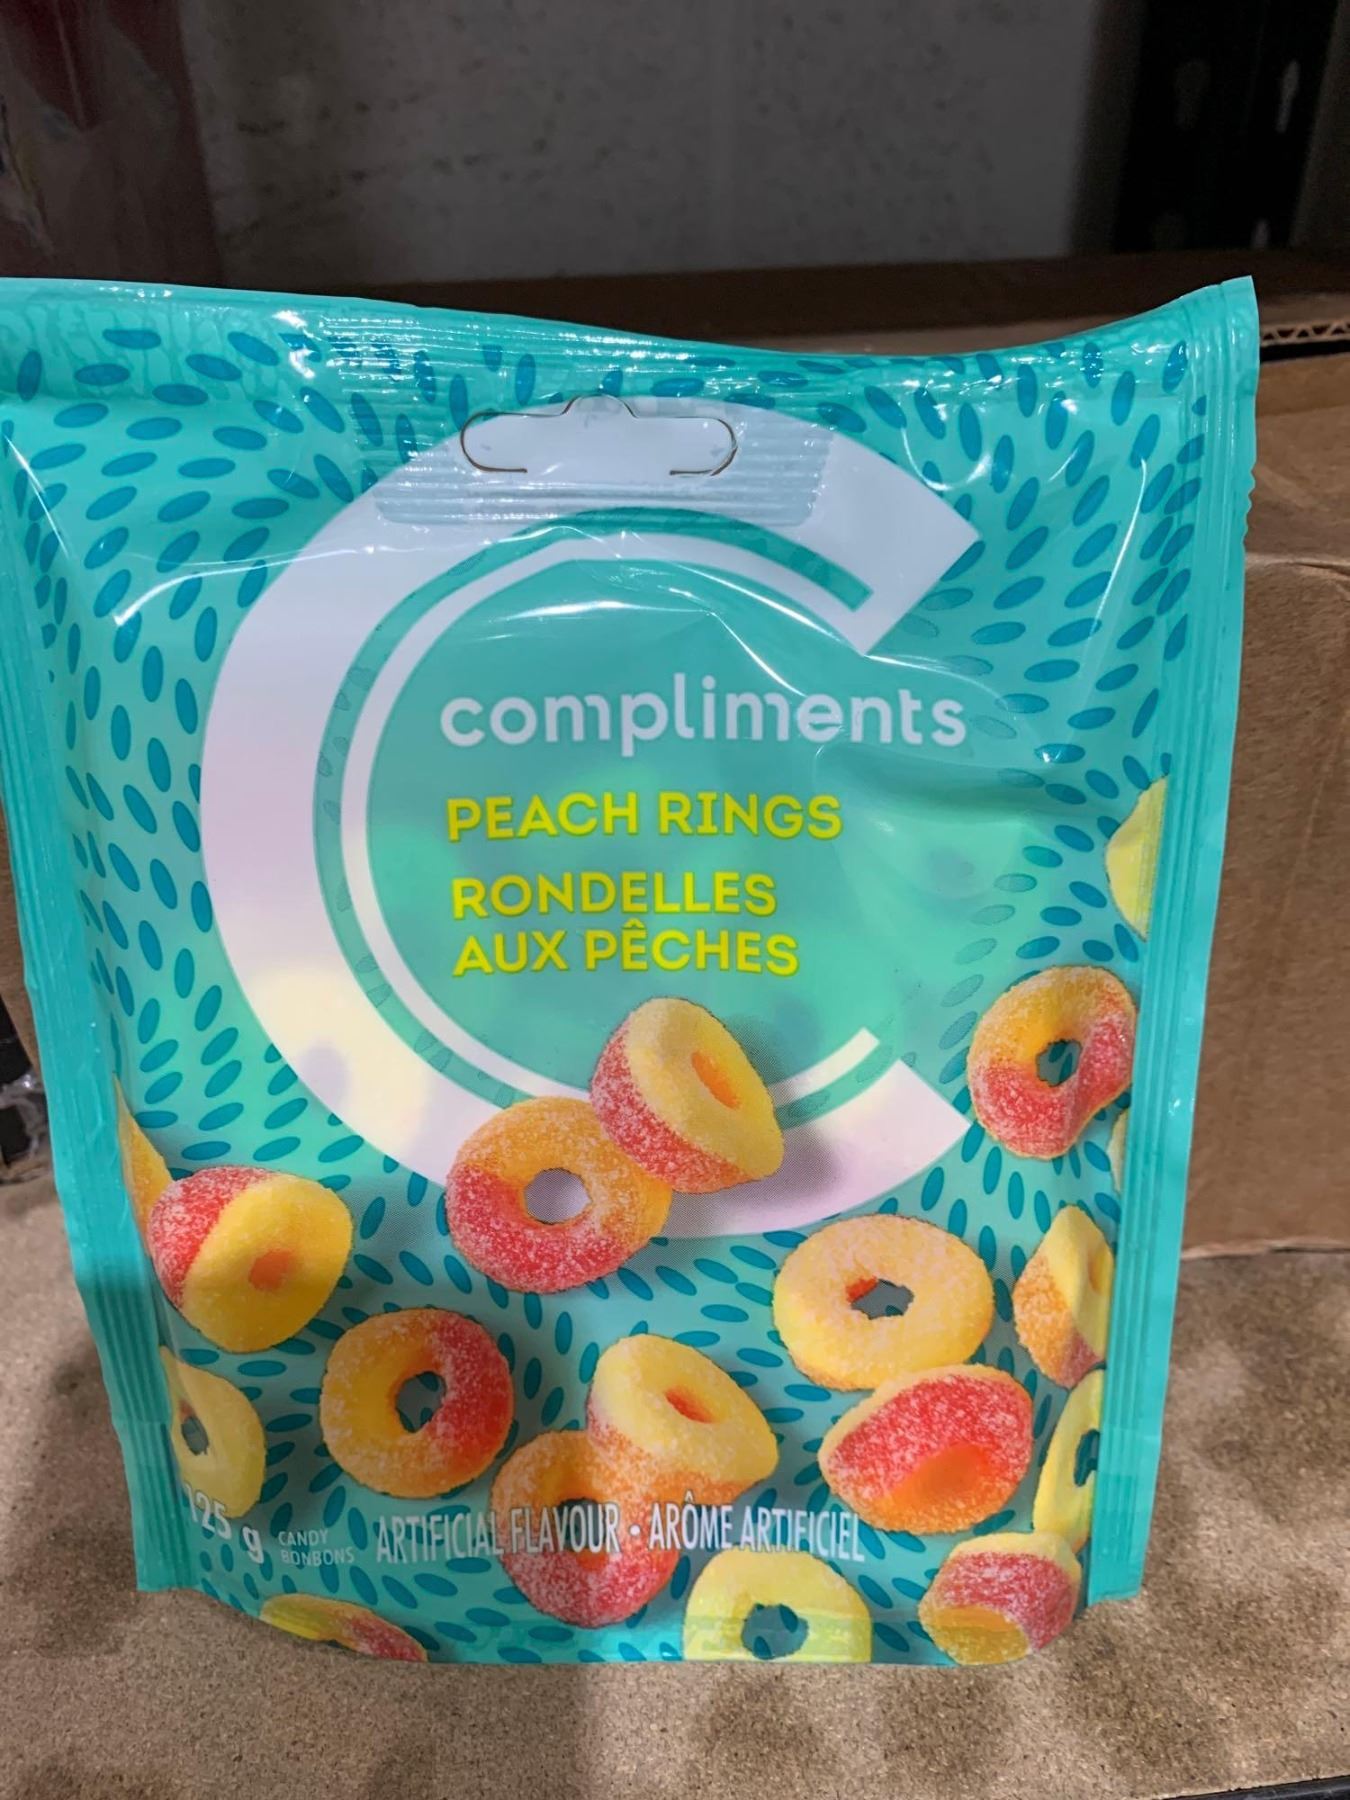 compliments
PEACH RINGS
RONDELLES
AUX PÊCHES
125 g
CANDY
BONBONS
ARTIFICIAL FLAVOUR • ARÔME ARTIFICIEL